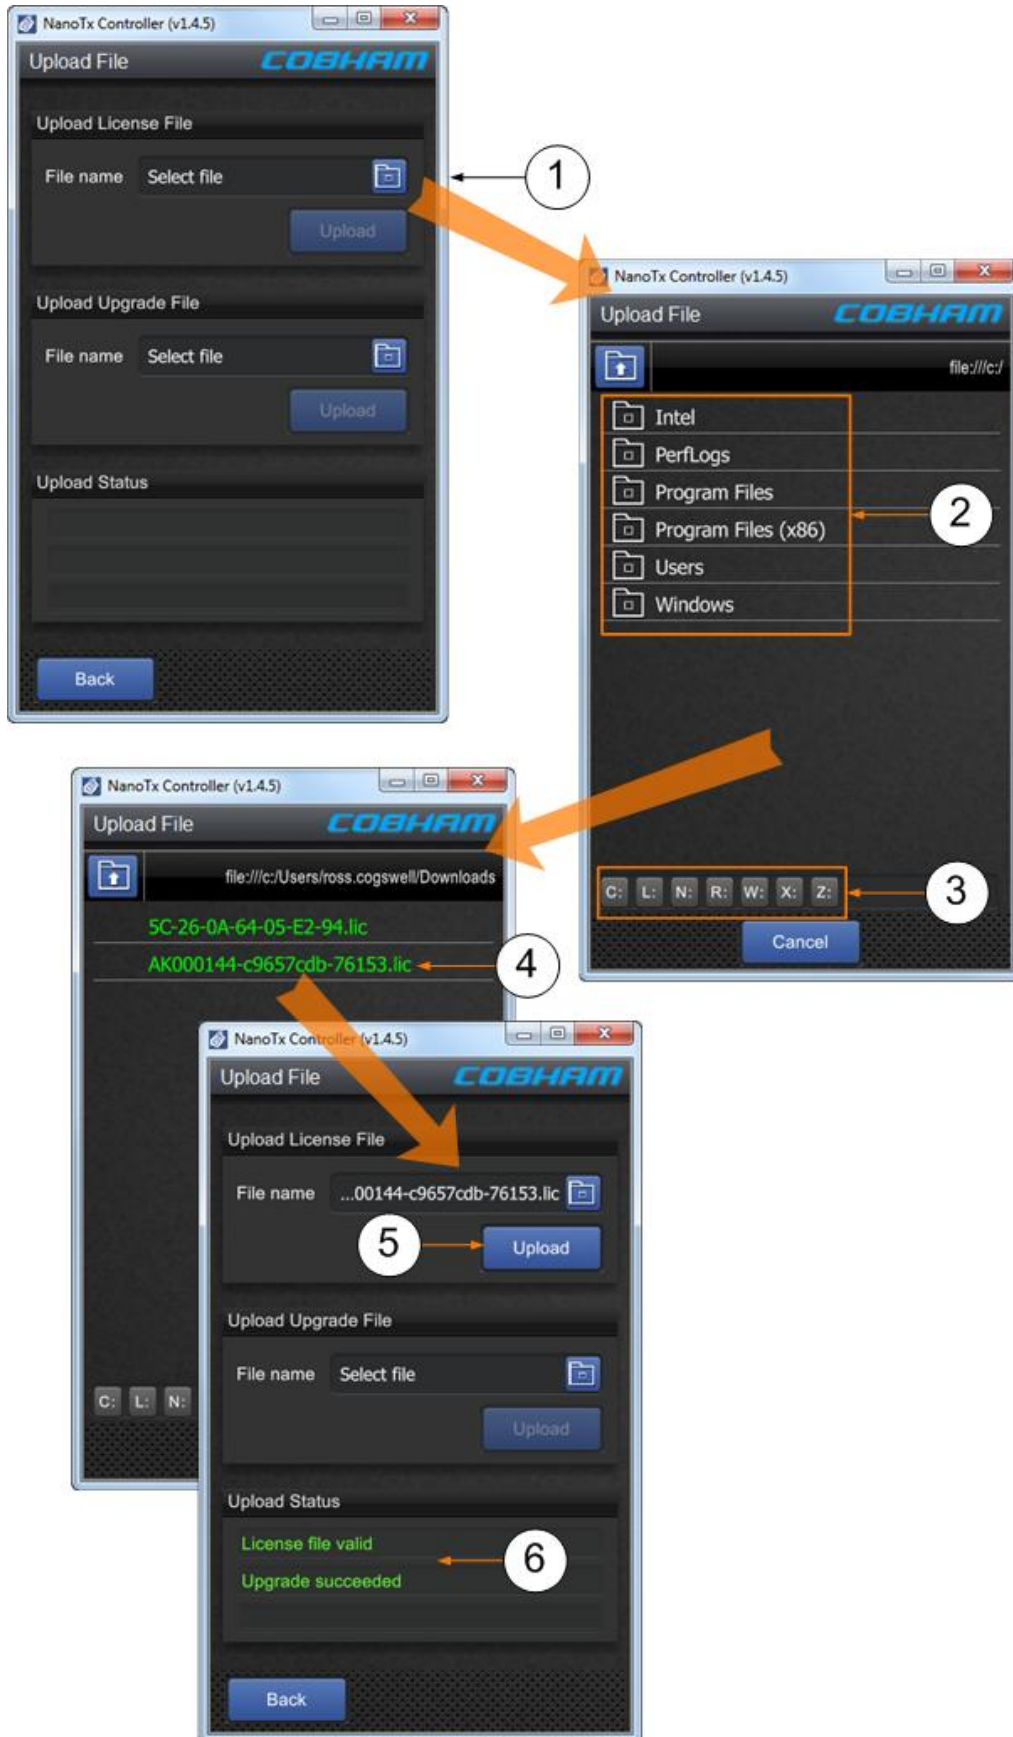 NanoTx Controller (v1.4.5)
Upload File
COBHAM
Upload License File
File name
Select file
Upload
Upload Upgrade File
File name
Select file
Upload
Upload Status
Back
1
NanoTx Controller (v1.4.5)
Upload File
COBHAM
file:///c:/
Intel
PerfLogs
Program Files
Program Files (x86)
Users
Windows
2
C: L: N: R: W: X: Z:
3
Cancel
NanoTx Controller (v1.4.5)
Upload File
COBHAM
file:///c:/Users/ross.cogswell/Downloads
5C-26-0A-64-05-E2-94.lic
AK000144-c9657cdb-76153.lic
4
C: L: N:
NanoTx Controller (v1.4.5)
Upload File
COBHAM
Upload License File
File name
...00144-c9657cdb-76153.lic
5
Upload
Upload Upgrade File
File name
Select file
Upload
Upload Status
License file valid
Upgrade succeeded
6
Back